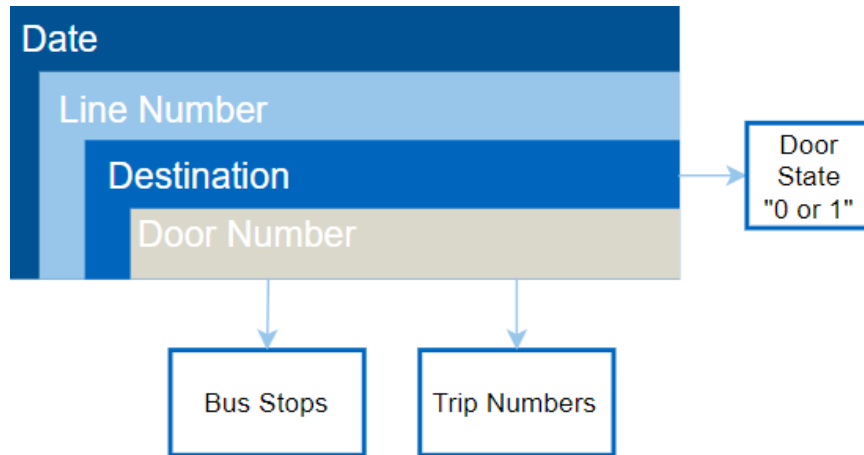 Date
Line Number
Destination
Door Number
Door
State
"0 or 1"
Bus Stops
Trip Numbers